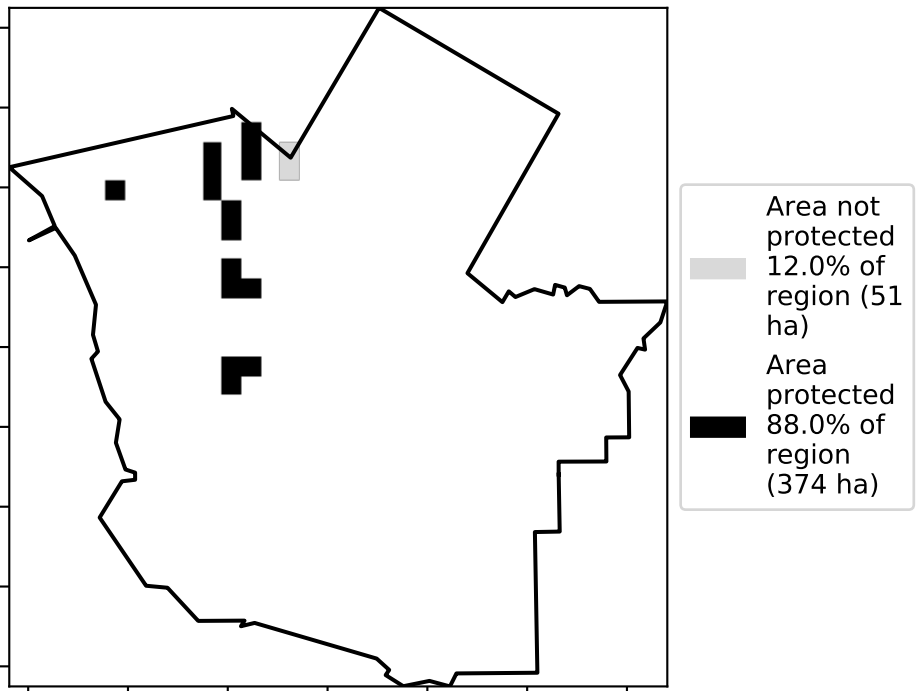 Area not
protected
12.0% of
region (51
ha)
Area
protected
88.0% of
region
(374 ha)